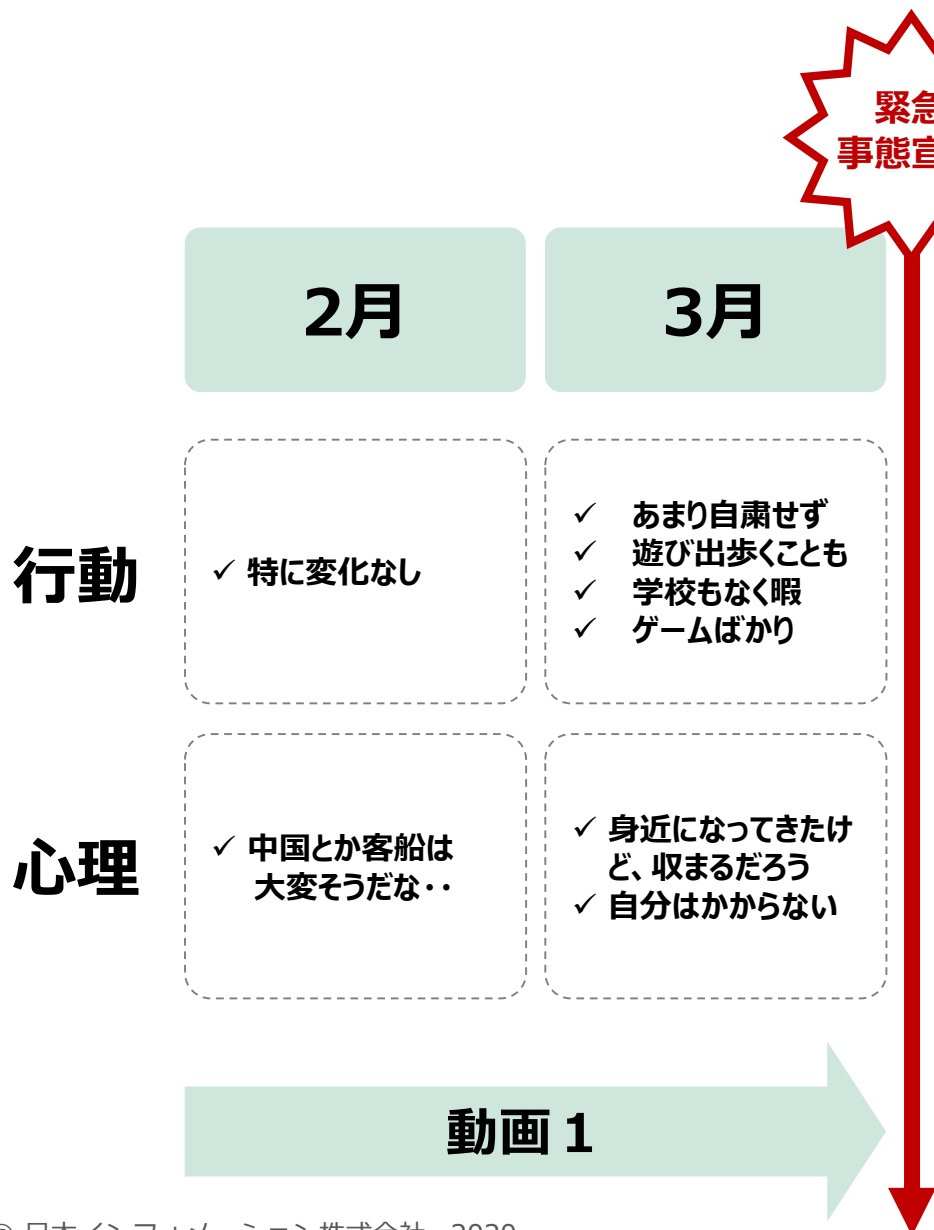 緊急
事態宣
2月
3月
行動
✓ 特に変化なし
✓ あまり自粛せず
✓ 遊び出歩くことも
✓ 学校もなく暇
✓ ゲームばかり
心理
✓ 中国とか客船は
大変そうだな・・
✓ 身近になってきたけ
ど、収まるだろう
✓ 自分はかからない
動画１